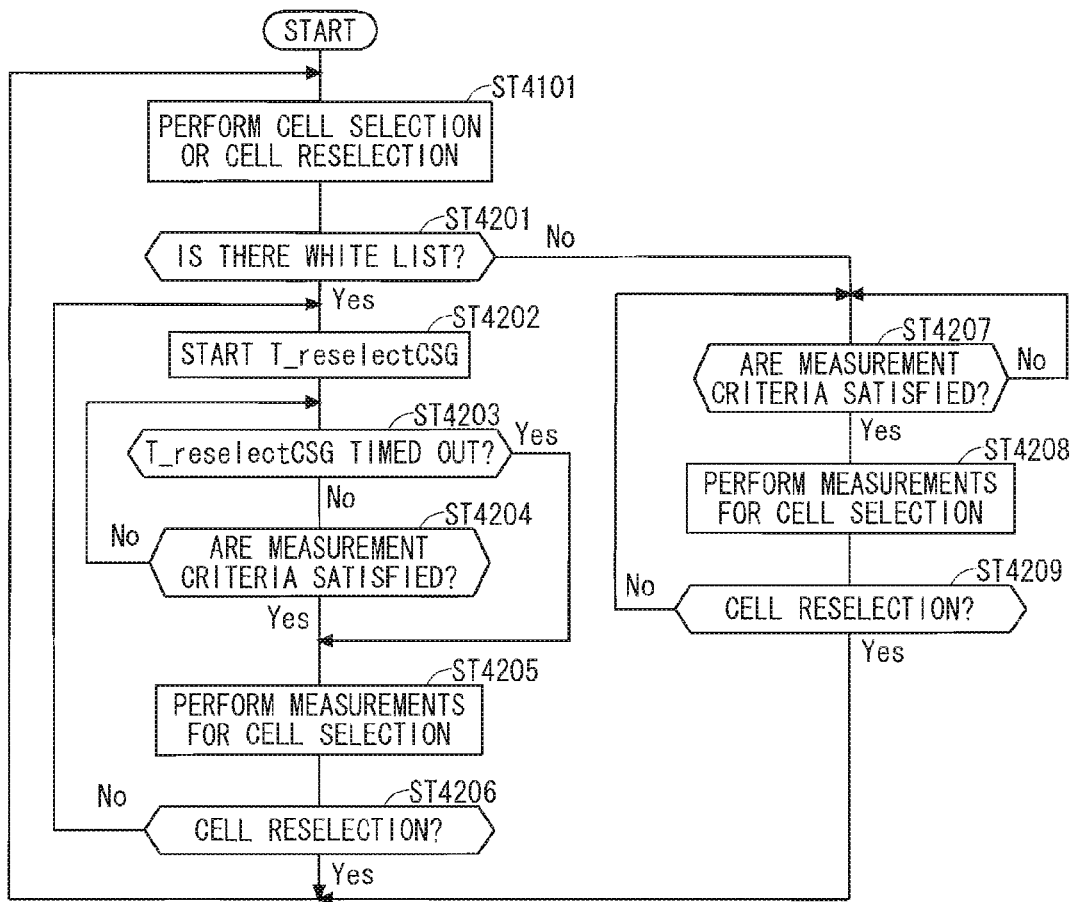 START
ST4101
PERFORM CELL SELECTION
OR CELL RESELECTION
ST4201
IS THERE WHITE LIST?
No
Yes
ST4202
START T_reselectCSG
ST4203
T_reselectCSG TIMED OUT?
Yes
No
ST4204
ARE MEASUREMENT
CRITERIA SATISFIED?
No
Yes
ST4205
PERFORM MEASUREMENTS
FOR CELL SELECTION
ST4206
CELL RESELECTION?
No
Yes
ST4207
ARE MEASUREMENT
CRITERIA SATISFIED?
No
Yes
ST4208
PERFORM MEASUREMENTS
FOR CELL SELECTION
ST4209
CELL RESELECTION?
No
Yes